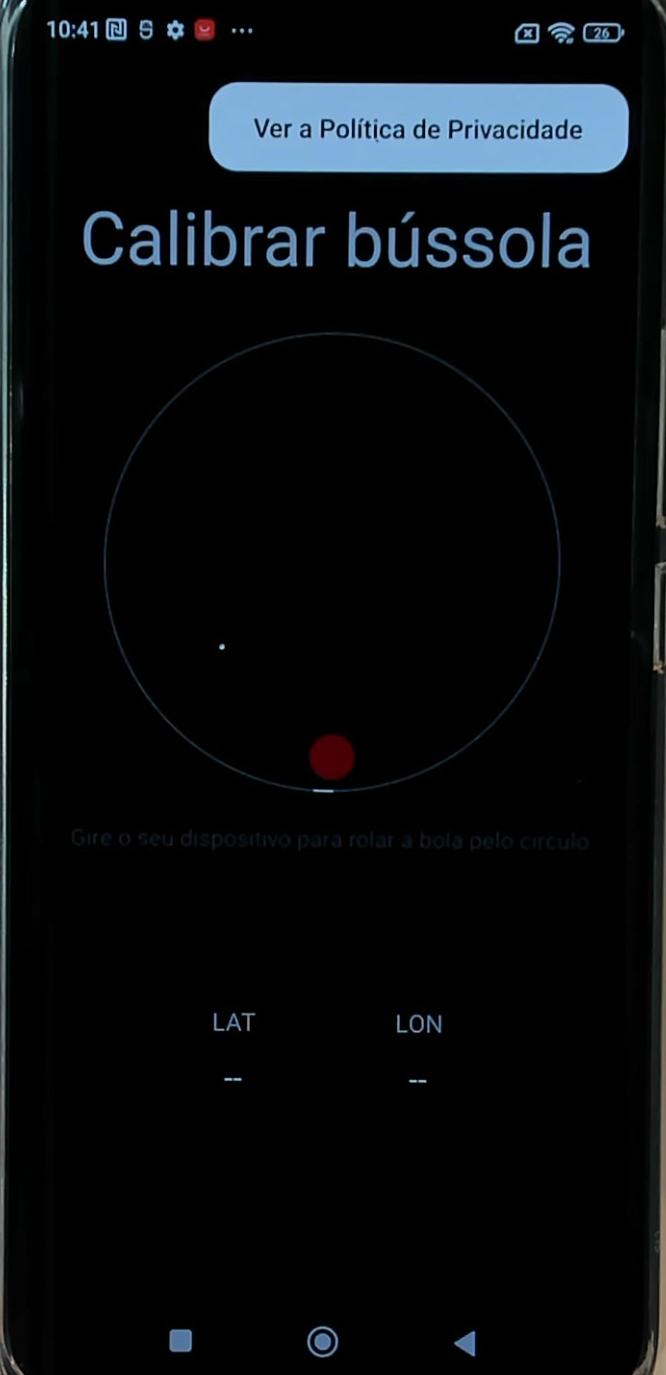 10:41
26
Ver a Política de Privacidade
Calibrar bússola
Gire o seu dispositivo para rolar a bola pelo círculo
LAT LON
-- --